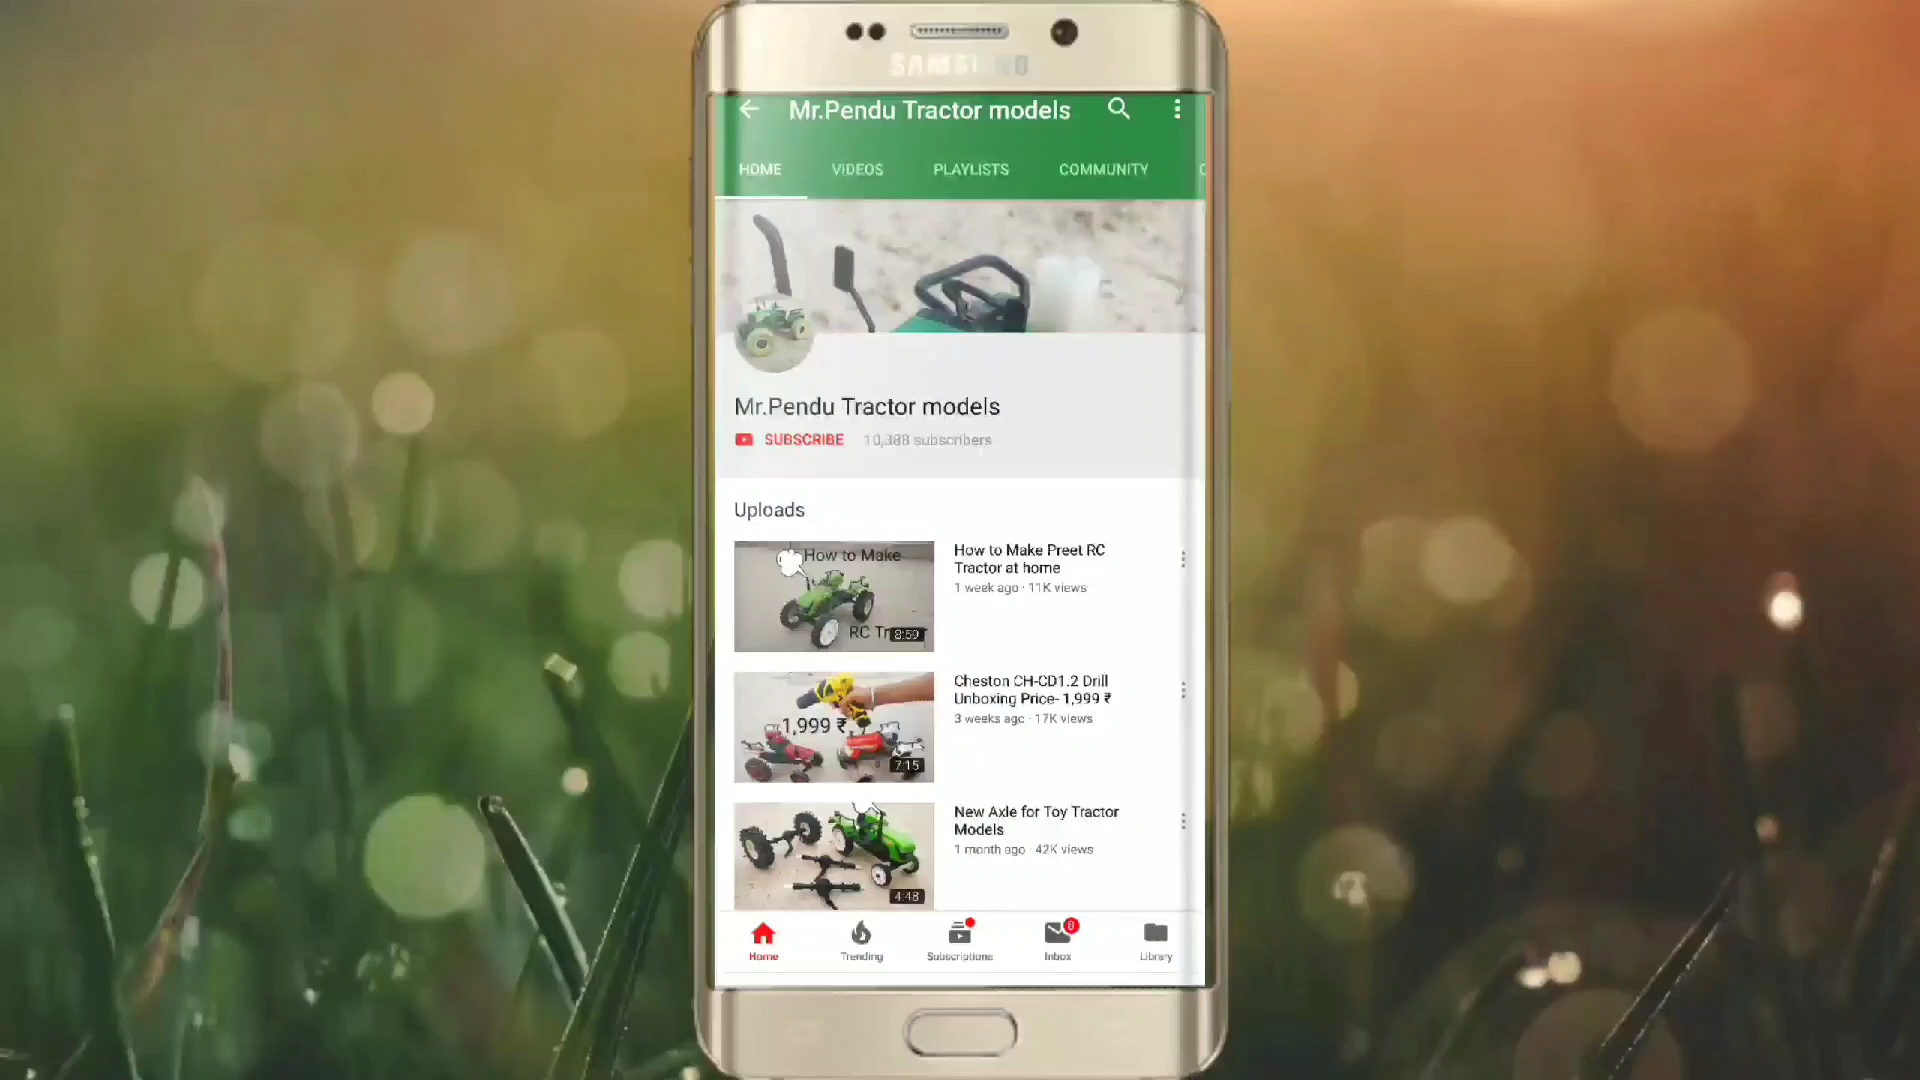 SAMSUNG
Mr.Pendu Tractor models
HOME VIDEOS PLAYLISTS COMMUNITY
Mr.Pendu Tractor models
SUBSCRIBE 10,388 subscribers
Uploads
How to Make
RC Tr
8:59
How to Make Preet RC
Tractor at home
1 week ago · 11K views
1,999 ₹
7:15
Cheston CH-CD1.2 Drill
Unboxing Price- 1,999 ₹
3 weeks ago · 17K views
4:48
New Axle for Toy Tractor
Models
1 month ago · 42K views
Home Trending Subscriptions Inbox Library